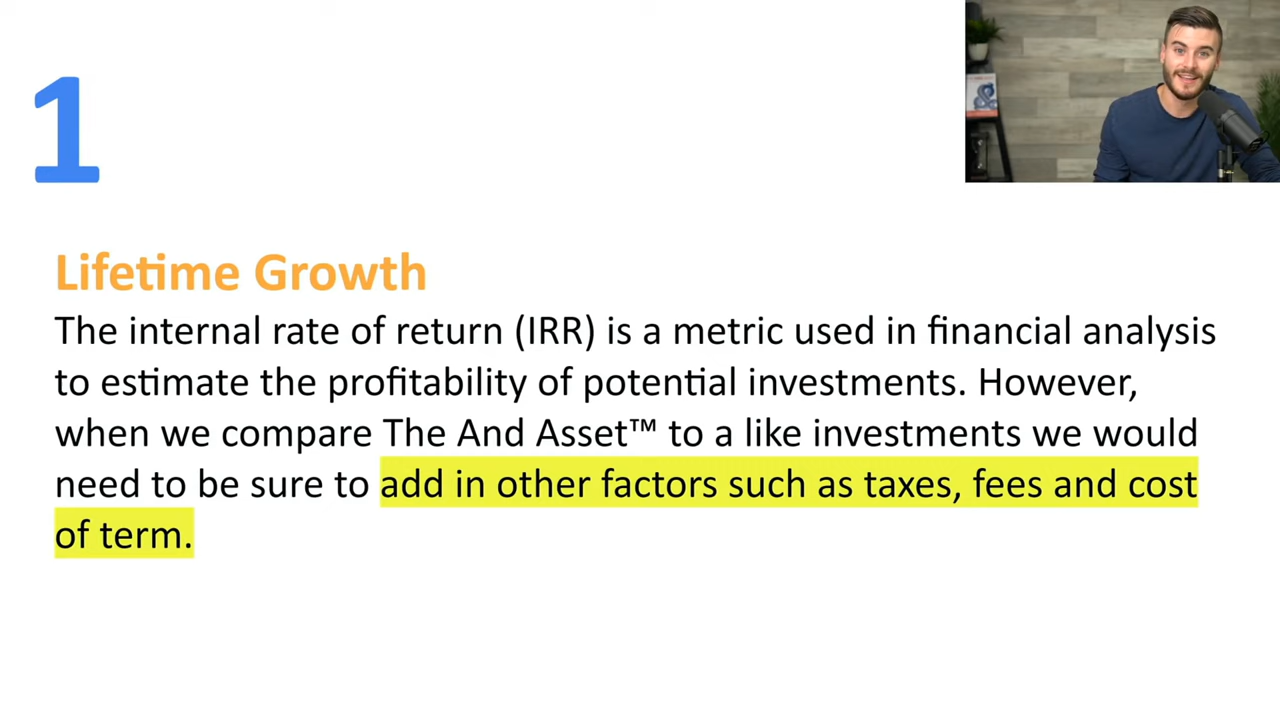 1
Lifetime Growth
The internal rate of return (IRR) is a metric used in financial analysis
to estimate the profitability of potential investments. However,
when we compare The And Asset™ to a like investments we would
need to be sure to add in other factors such as taxes, fees and cost
of term.